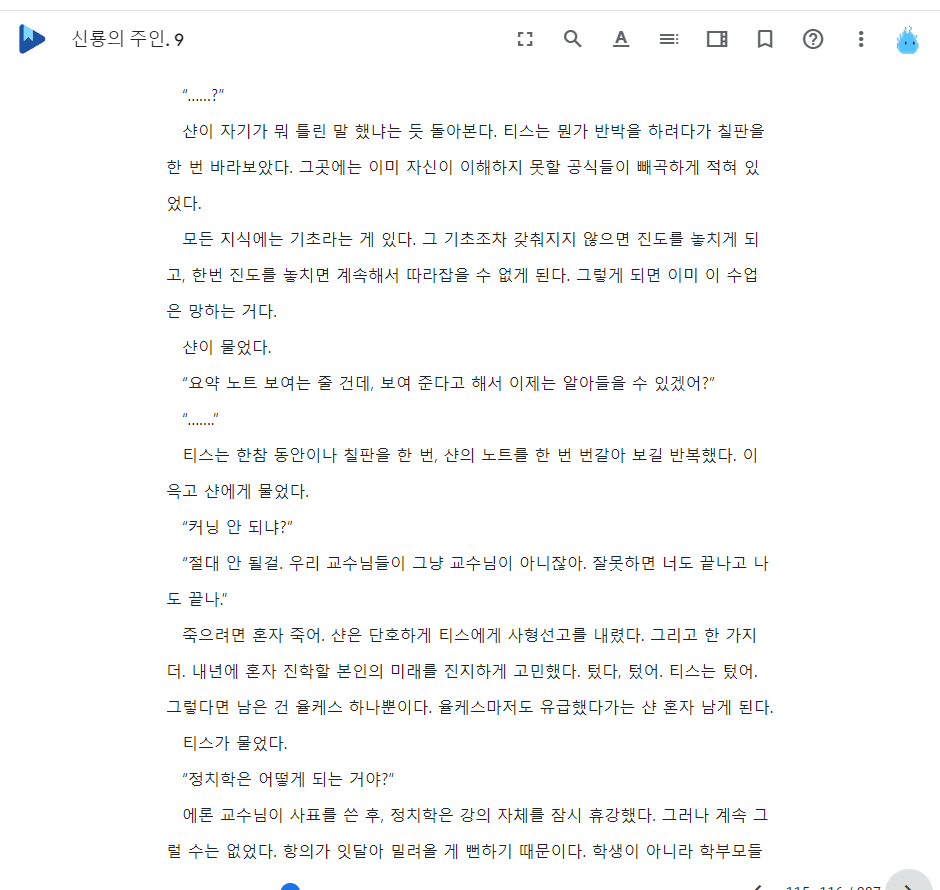 신룡의 주인. 9
“……?”
샨이 자기가 뭐 틀린 말 했냐는 듯 돌아본다. 티스는 뭔가 반박을 하려다가 칠판을
한 번 바라보았다. 그곳에는 이미 자신이 이해하지 못할 공식들이 빼곡하게 적혀 있
었다.
모든 지식에는 기초라는 게 있다. 그 기초조차 갖춰지지 않으면 진도를 놓치게 되
고, 한번 진도를 놓치면 계속해서 따라잡을 수 없게 된다. 그렇게 되면 이미 이 수업
은 망하는 거다.
샨이 물었다.
“요약 노트 보여는 줄 건데, 보여 준다고 해서 이제는 알아들을 수 있겠어?”
“…….”
티스는 한참 동안이나 칠판을 한 번, 샨의 노트를 한 번 번갈아 보길 반복했다. 이
윽고 샨에게 물었다.
“커닝 안 되냐?”
“절대 안 될걸. 우리 교수님들이 그냥 교수님이 아니잖아. 잘못하면 너도 끝나고 나
도 끝나.”
죽으려면 혼자 죽어. 샨은 단호하게 티스에게 사형선고를 내렸다. 그리고 한 가지
더. 내년에 혼자 진학할 본인의 미래를 진지하게 고민했다. 텄다, 텄어. 티스는 텄어.
그렇다면 남은 건 율케스 하나뿐이다. 율케스마저도 유급했다가는 샨 혼자 남게 된다.
티스가 물었다.
“정치학은 어떻게 되는 거야?”
에론 교수님이 사표를 쓴 후, 정치학은 강의 자체를 잠시 휴강했다. 그러나 계속 그
럴 수는 없었다. 항의가 잇달아 밀려올 게 뻔하기 때문이다. 학생이 아니라 학부모들